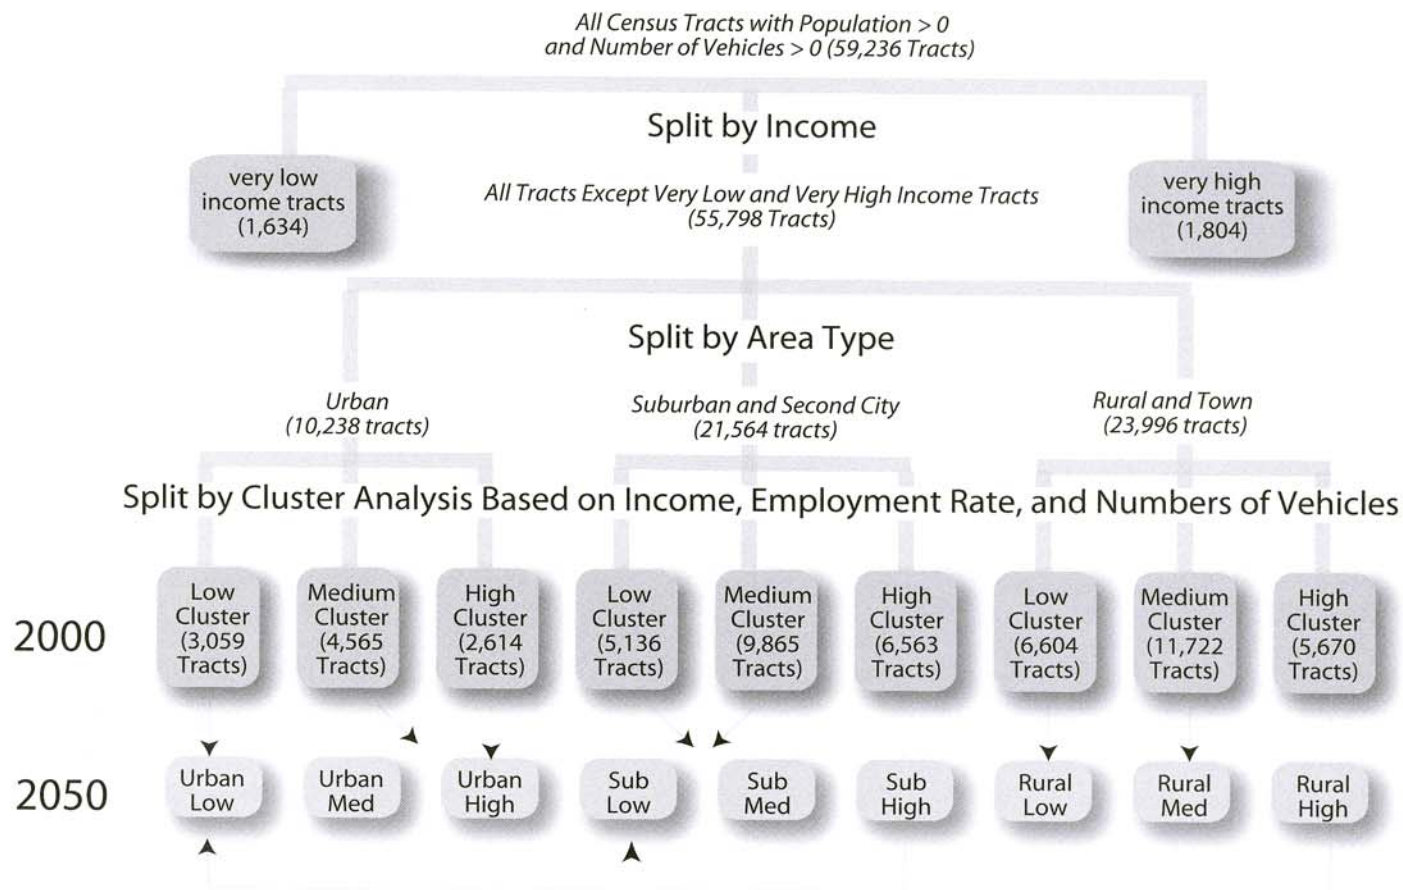 All Census Tracts with Population > 0
and Number of Vehicles > 0 (59,236 Tracts)
Split by Income
very low
income tracts
(1,634)
All Tracts Except Very Low and Very High Income Tracts
(55,798 Tracts)
very high
income tracts
(1,804)
Split by Area Type
Urban
(10,238 tracts)
Suburban and Second City
(21,564 tracts)
Rural and Town
(23,996 tracts)
Split by Cluster Analysis Based on Income, Employment Rate, and Numbers of Vehicles
2000
Low
Cluster
(3,059
Tracts)
Medium
Cluster
(4,565
Tracts)
High
Cluster
(2,614
Tracts)
Low
Cluster
(5,136
Tracts)
Medium
Cluster
(9,865
Tracts)
High
Cluster
(6,563
Tracts)
Low
Cluster
(6,604
Tracts)
Medium
Cluster
(11,722
Tracts)
High
Cluster
(5,670
Tracts)
2050
Urban
Low
Urban
Med
Urban
High
Sub
Low
Sub
Med
Sub
High
Rural
Low
Rural
Med
Rural
High